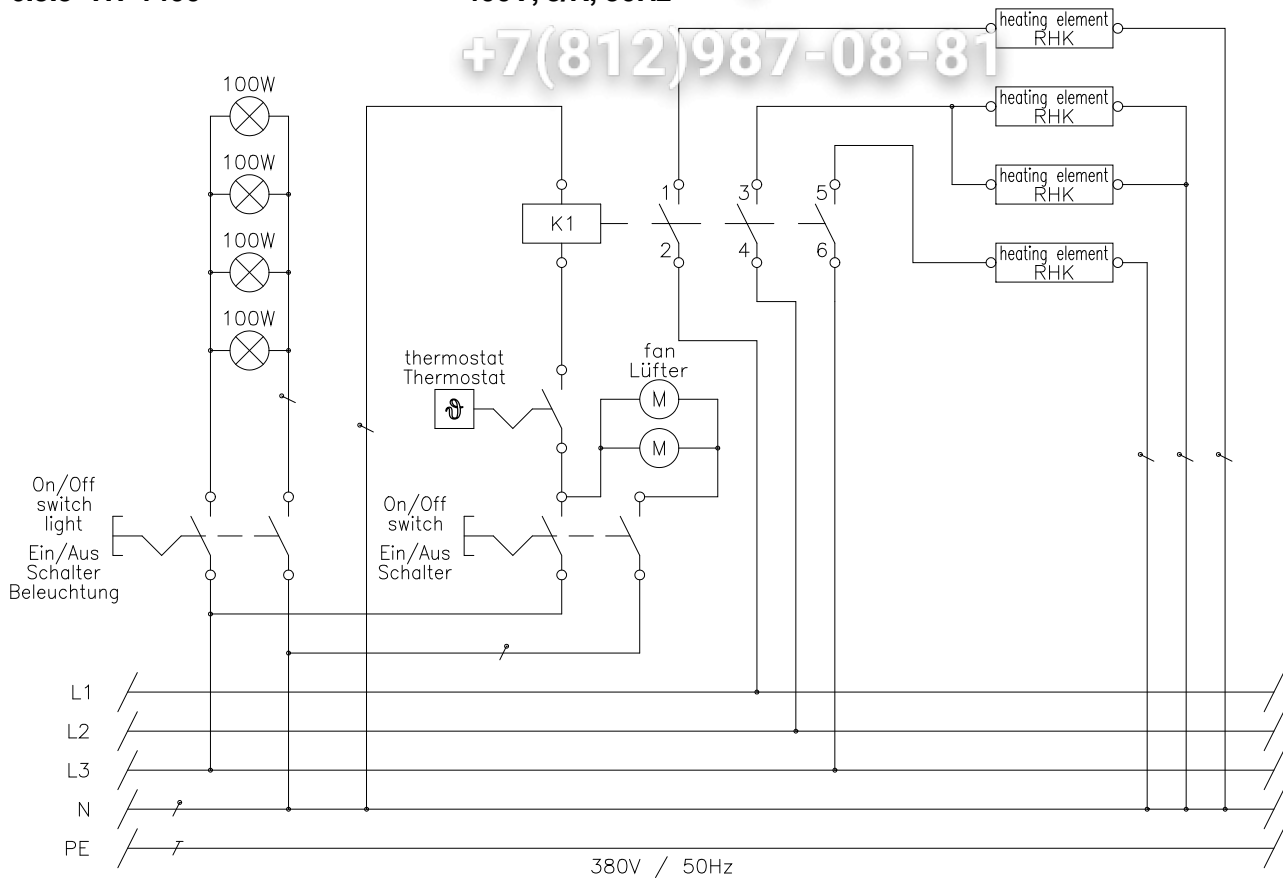 +7(812)987-08-81
heating element
RHK
100W
heating element
RHK
100W
heating element
RHK
1
3
5
K1
100W
2
4
6
heating element
RHK
100W
thermostat
Thermostat
fan
Lüfter
ϑ
M
M
On/Off
switch
light
Ein/Aus
Schalter
Beleuchtung
On/Off
switch
Ein/Aus
Schalter
L1
L2
L3
N
PE
380V / 50Hz